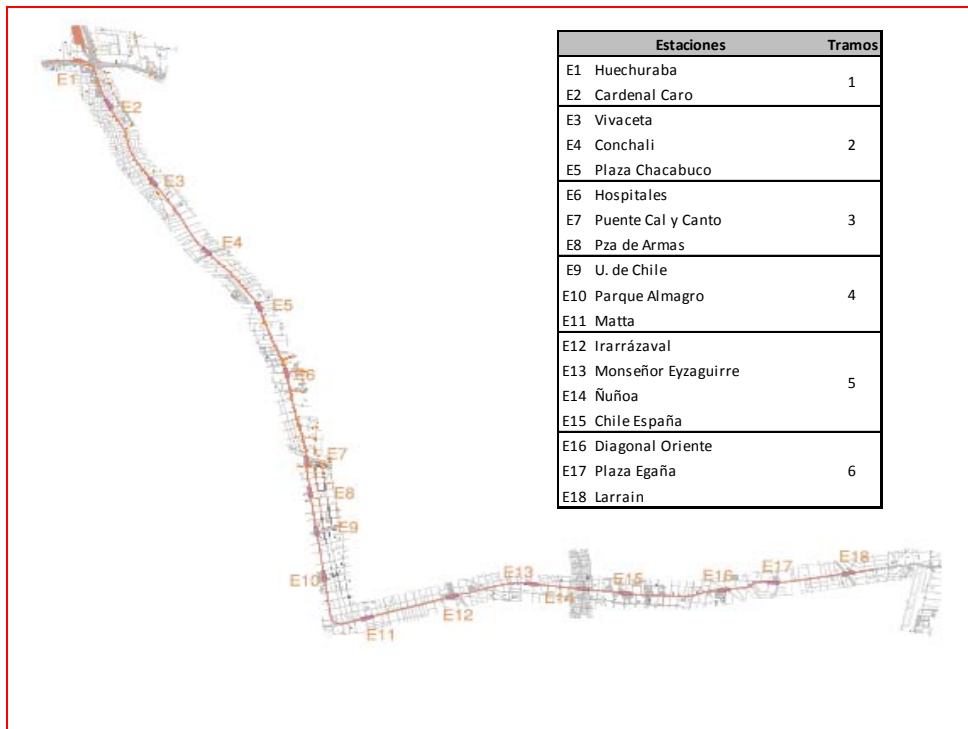 Estaciones Tramos
E1 Huechuraba
1
E2 Cardenal Caro
E3 Vivaceta
E4 Conchali 2
E5 Plaza Chacabuco
E6 Hospitales
E7 Puente Cal y Canto 3
E8 Pza de Armas
E9 U. de Chile
E10 Parque Almagro 4
E11 Matta
E12 Irarrázaval
E13 Monseñor Eyzaguirre
5
E14 Ñuñoa
E15 Chile España
E16 Diagonal Oriente
E17 Plaza Egaña 6
E18 Larrain
E1
E2
E3
E4
E5
E6
E7
E8
E9
E10
E11
E12
E13
E14
E15
E16
E17
E18